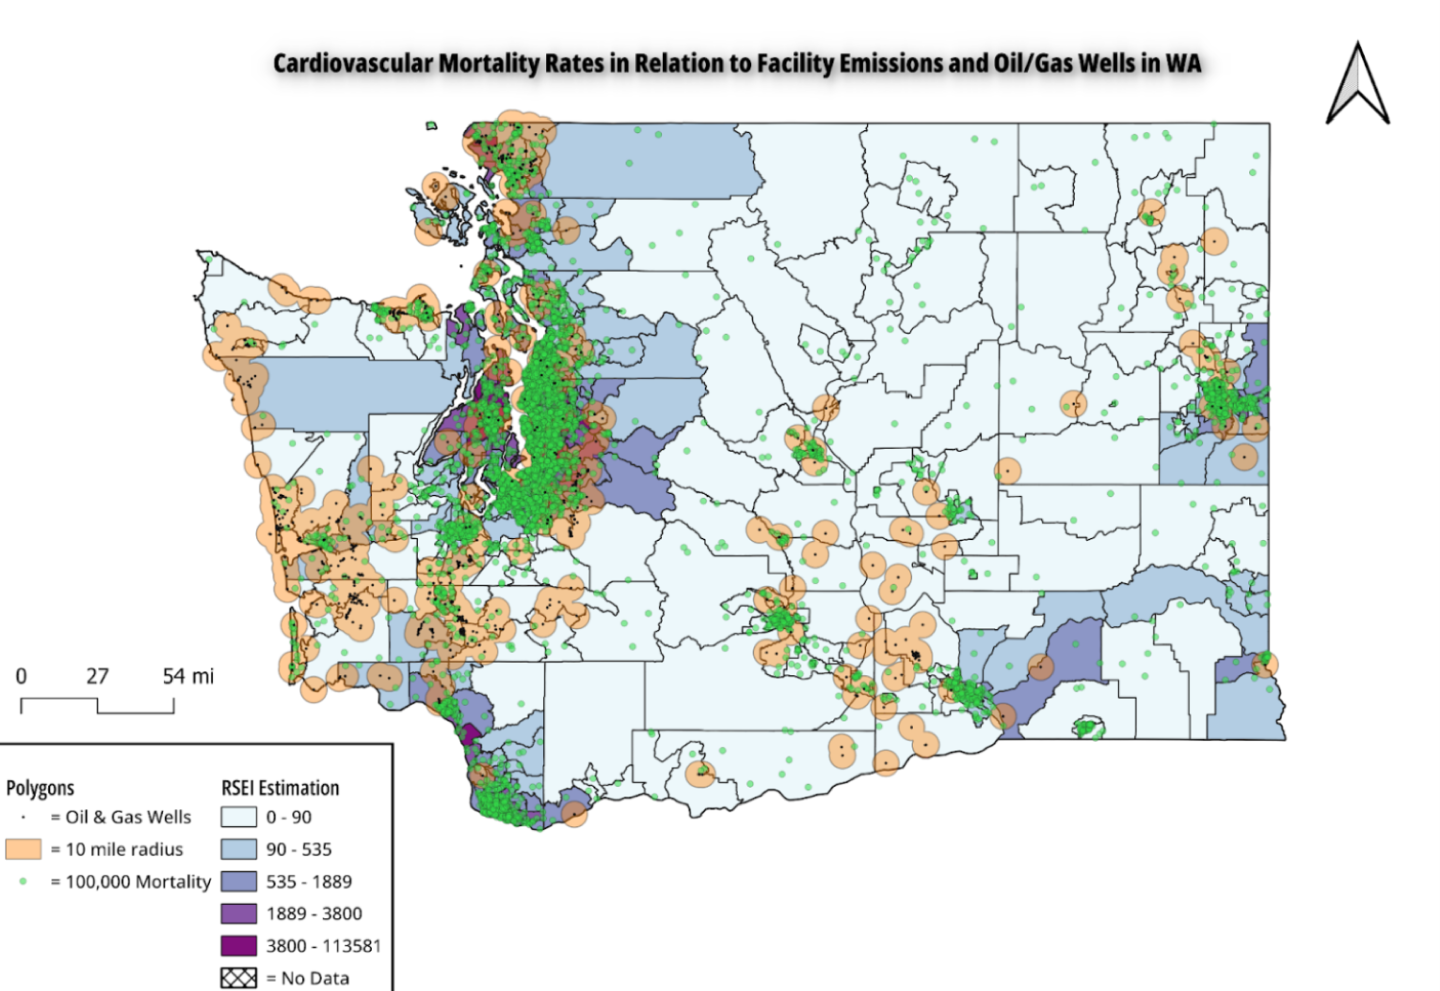 Cardiovascular Mortality Rates in Relation to Facility Emissions and Oil/Gas Wells in WA
0 27 54 mi
Polygons
= Oil & Gas Wells
= 10 mile radius
= 100,000 Mortality
RSEI Estimation
0 - 90
90 - 535
535 - 1889
1889 - 3800
3800 - 113581
= No Data